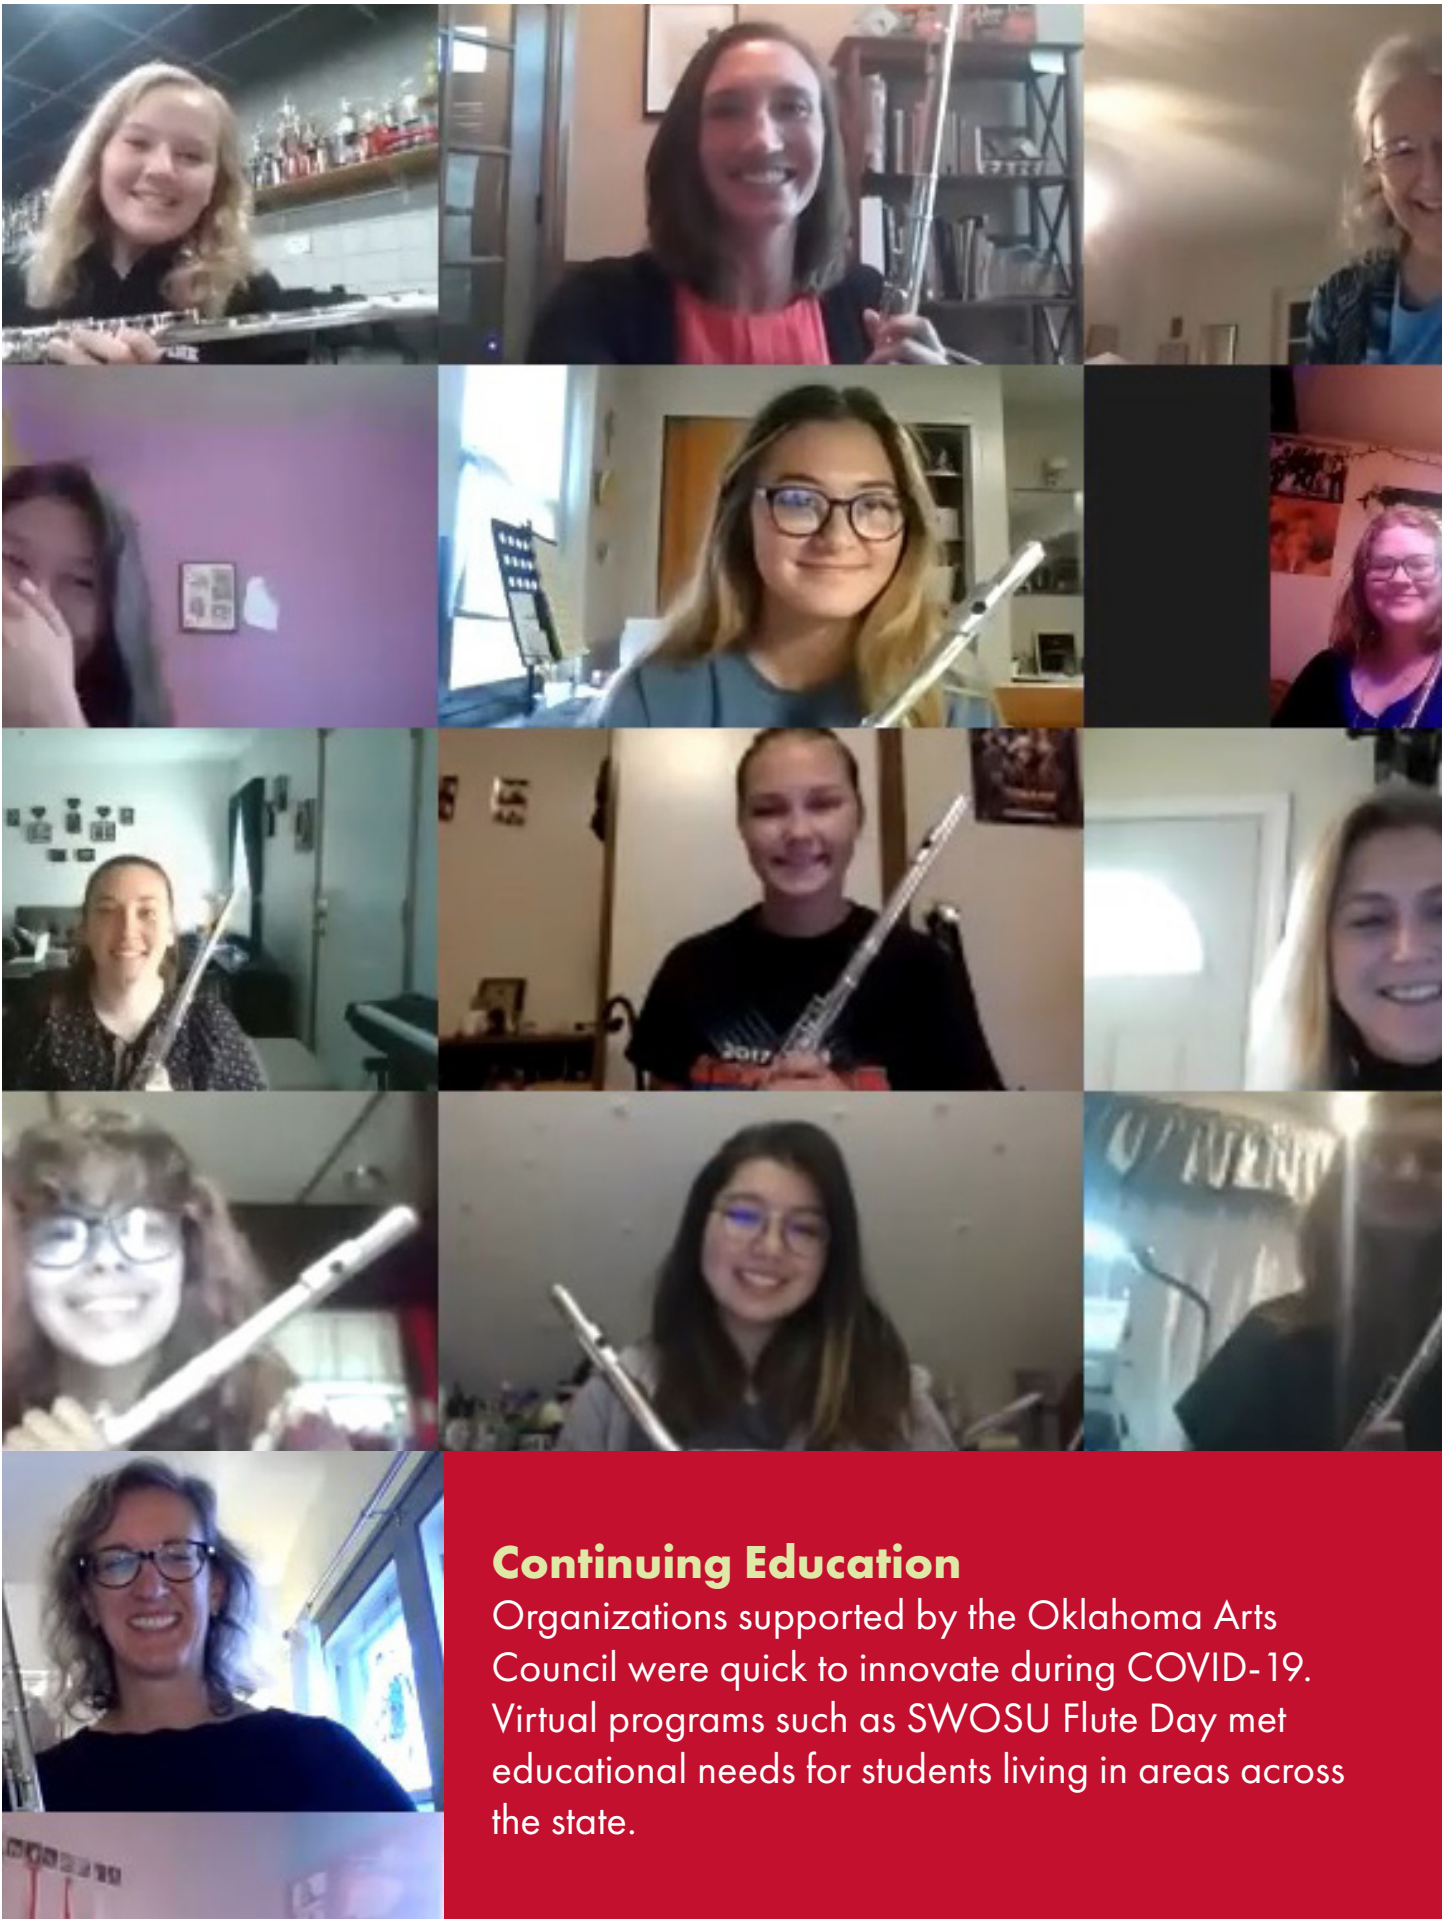 2017
Continuing Education
Organizations supported by the Oklahoma Arts
Council were quick to innovate during COVID-19.
Virtual programs such as SWOSU Flute Day met
educational needs for students living in areas across
the state.